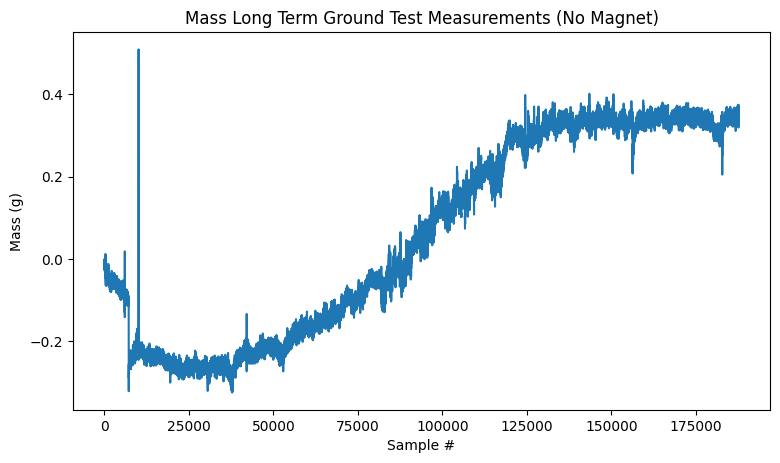 Mass Long Term Ground Test Measurements (No Magnet)
Mass (g)
0.4
0.2
0.0
−0.2
0 25000 50000 75000 100000 125000 150000 175000
Sample #